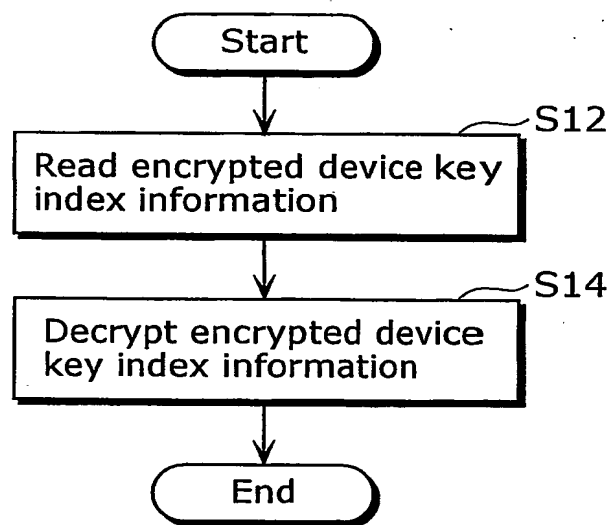 Start
S12
Read encrypted device key
index information
S14
Decrypt encrypted device
key index information
End